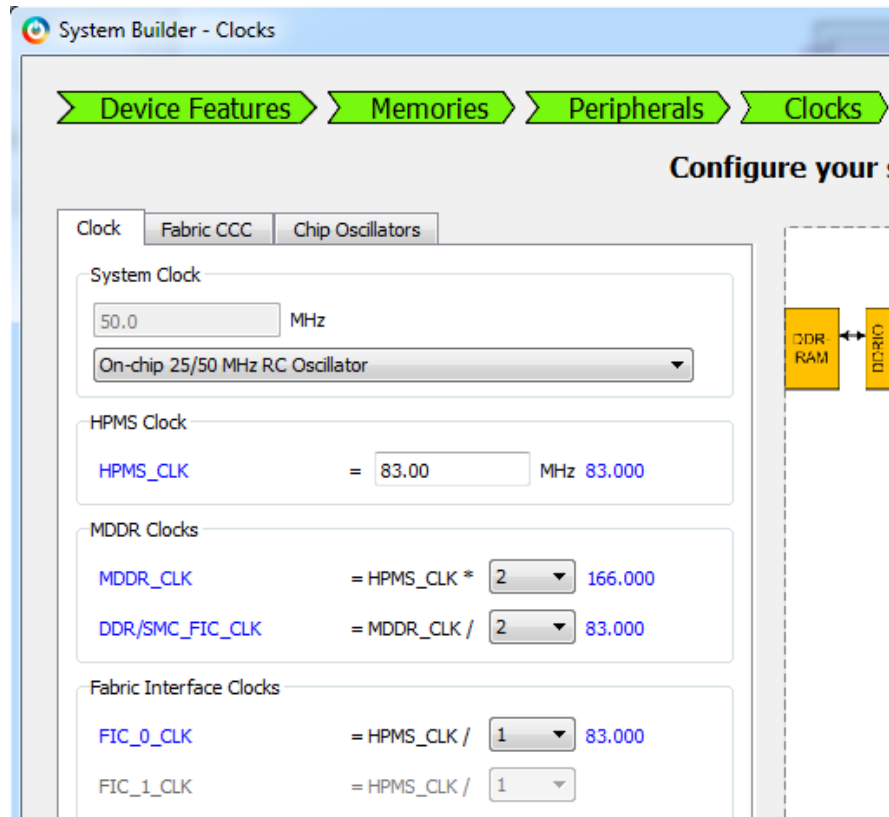 System Builder - Clocks
Device Features Memories Peripherals Clocks
Configure your
Clock Fabric CCC Chip Oscillators
System Clock
50.0 MHz
On-chip 25/50 MHz RC Oscillator
HPMS Clock
HPMS_CLK = 83.00 MHz 83.000
MDDR Clocks
MDDR_CLK = HPMS_CLK * 2 166.000
DDR/SMC_FIC_CLK = MDDR_CLK / 2 83.000
Fabric Interface Clocks
FIC_0_CLK = HPMS_CLK / 1 83.000
FIC_1_CLK = HPMS_CLK / 1
DDR-
RAM
DDRIO